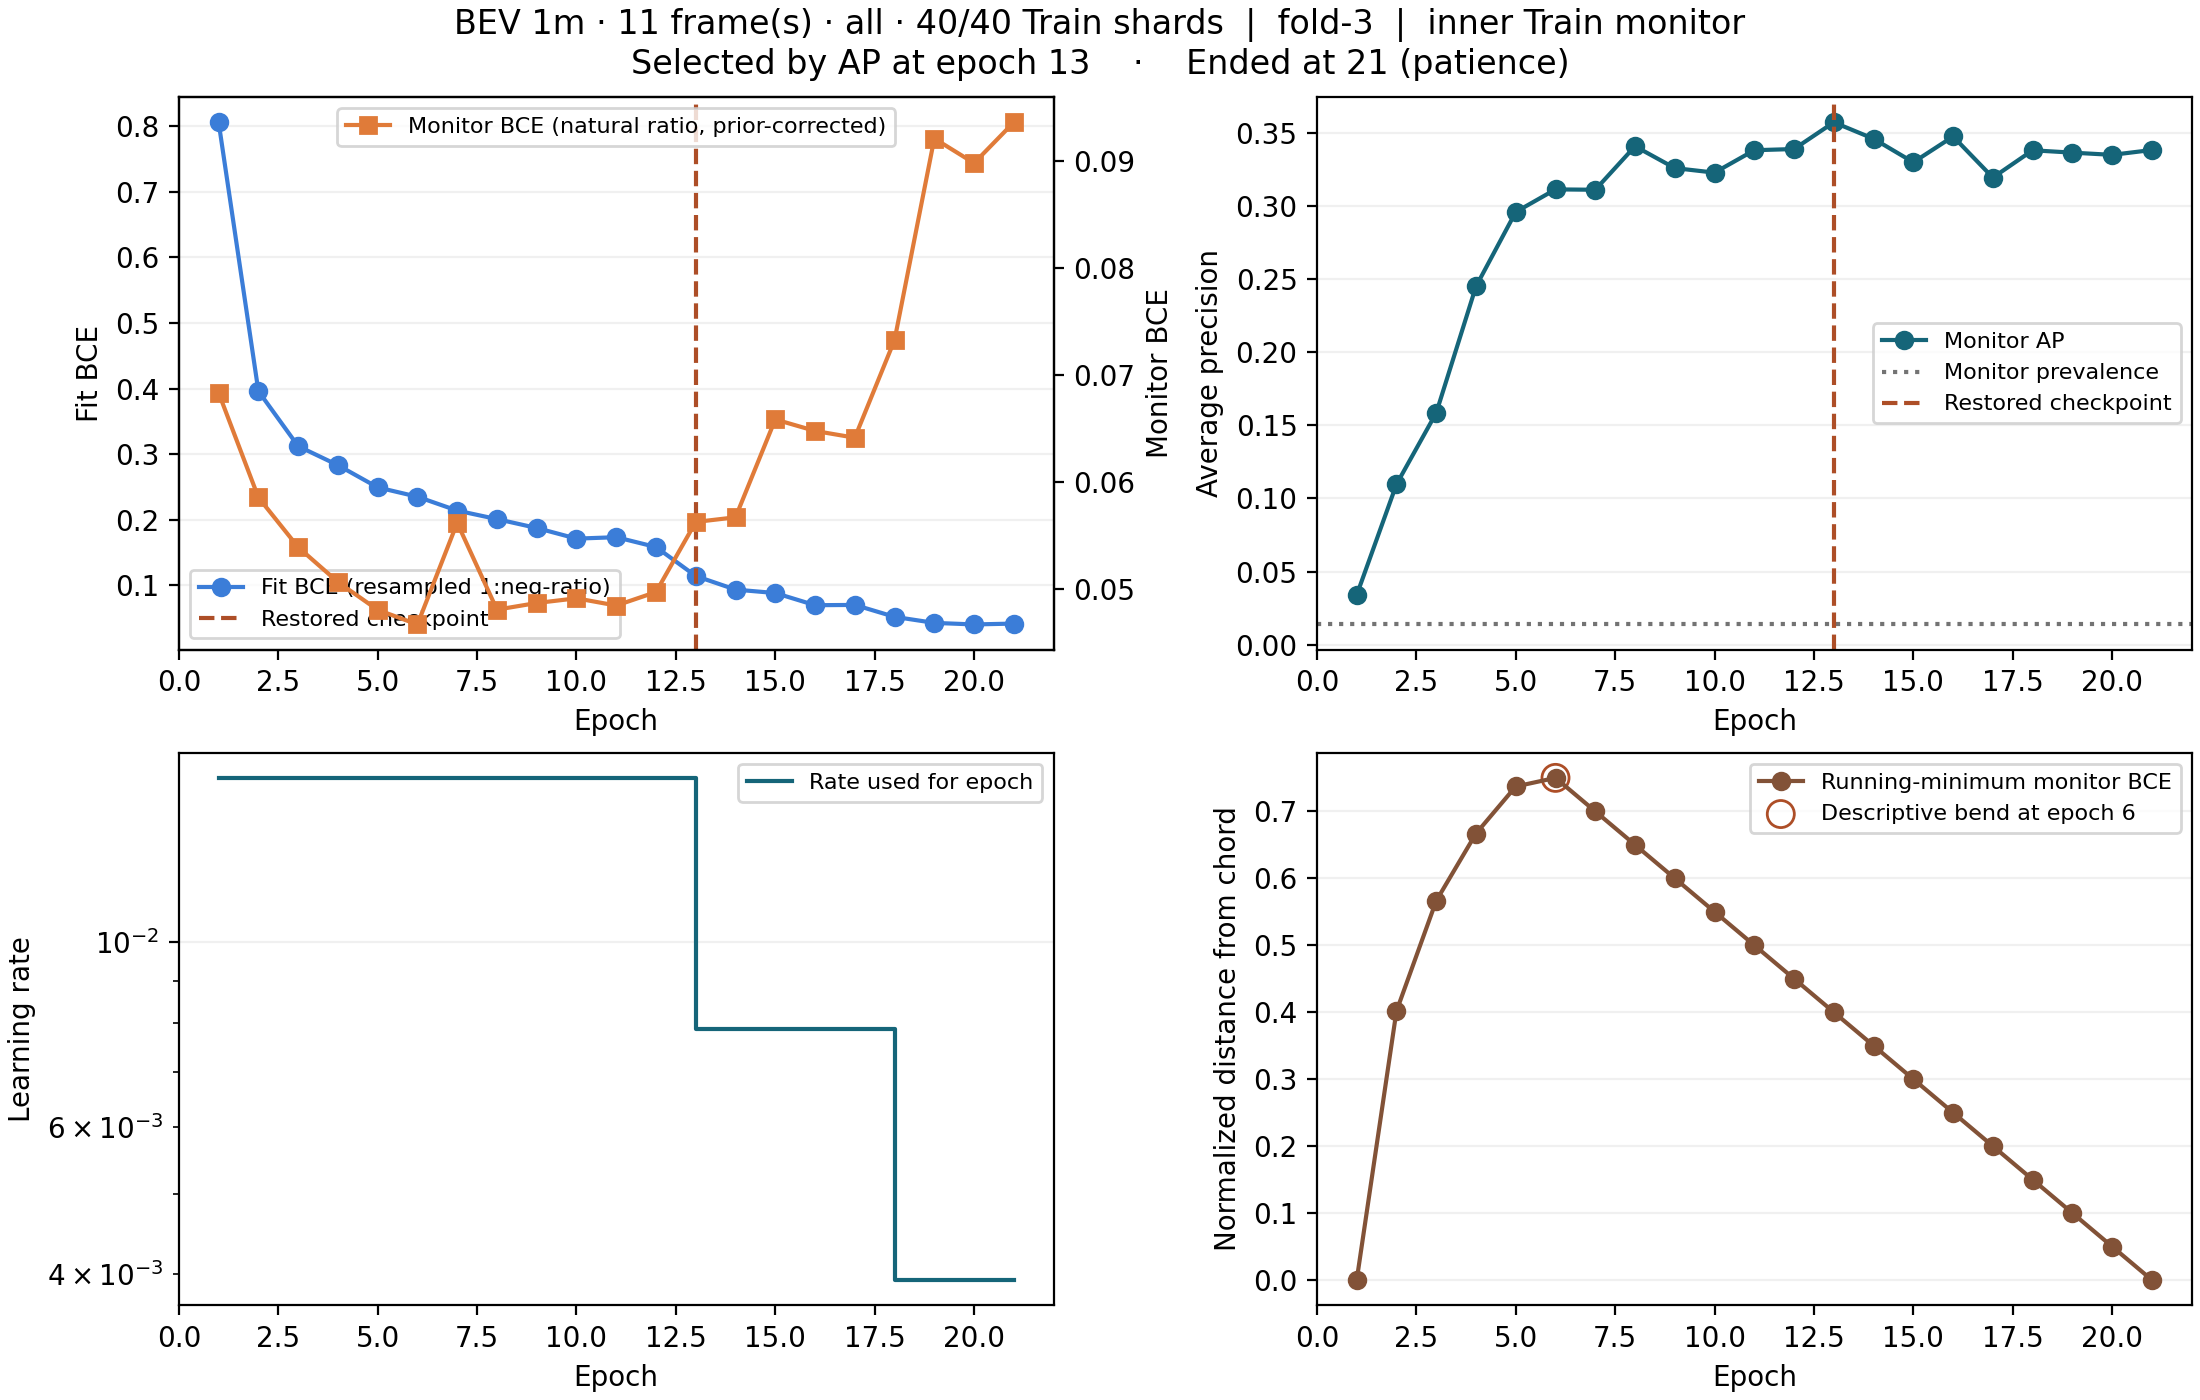 BEV 1m · 11 frame(s) · all · 40/40 Train shards | fold-3 | inner Train monitor
Selected by AP at epoch 13 · Ended at 21 (patience)
Monitor BCE (natural ratio, prior-corrected)
Fit BCE (resampled 1:neg-ratio)
Restored checkpoint
Fit BCE
0.8
0.7
0.6
0.5
0.4
0.3
0.2
0.1
0.09
0.08
0.07
0.06
0.05
Monitor BCE
0.0 2.5 5.0 7.5 10.0 12.5 15.0 17.5 20.0
Epoch
Average precision
0.35
0.30
0.25
0.20
0.15
0.10
0.05
0.00
Monitor AP
Monitor prevalence
Restored checkpoint
0.0 2.5 5.0 7.5 10.0 12.5 15.0 17.5 20.0
Epoch
Learning rate
10⁻²
6 × 10⁻³
4 × 10⁻³
Rate used for epoch
0.0 2.5 5.0 7.5 10.0 12.5 15.0 17.5 20.0
Epoch
Normalized distance from chord
0.7
0.6
0.5
0.4
0.3
0.2
0.1
0.0
Running-minimum monitor BCE
Descriptive bend at epoch 6
0.0 2.5 5.0 7.5 10.0 12.5 15.0 17.5 20.0
Epoch